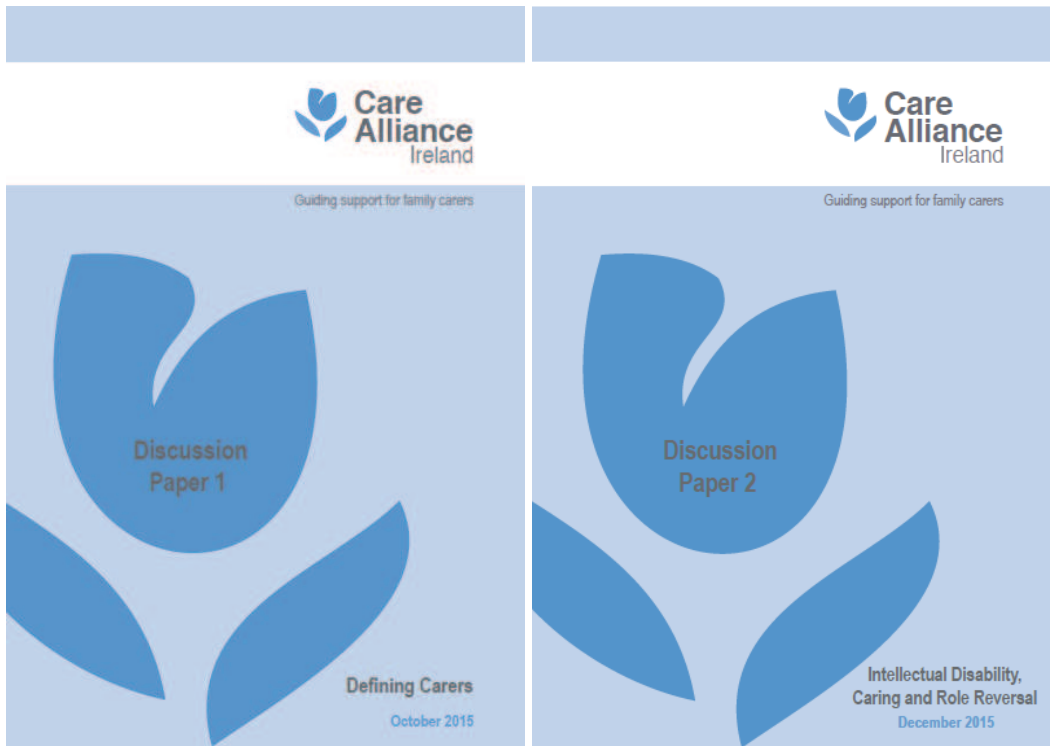 Care
Alliance
Ireland
Guiding support for family carers
Discussion
Paper 1
Defining Carers
October 2015
Care
Alliance
Ireland
Guiding support for family carers
Discussion
Paper 2
Intellectual Disability,
Caring and Role Reversal
December 2015